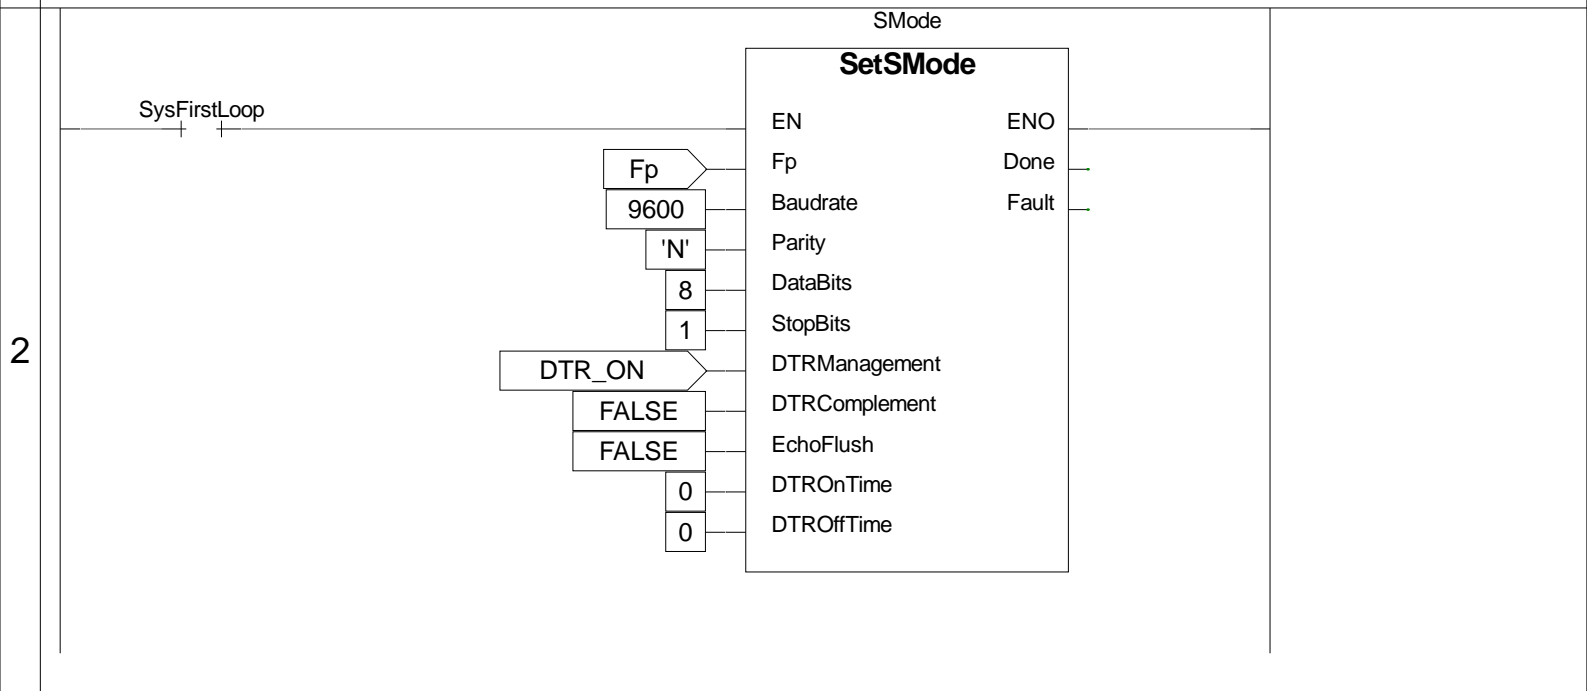 SMode
SetSMode
SysFirstLoop
EN ENO
Fp Fp Done
9600 Baudrate Fault
'N' Parity
8 DataBits
1 StopBits
2
DTR_ON DTRManagement
FALSE DTRComplement
FALSE EchoFlush
0 DTROnTime
0 DTROffTime